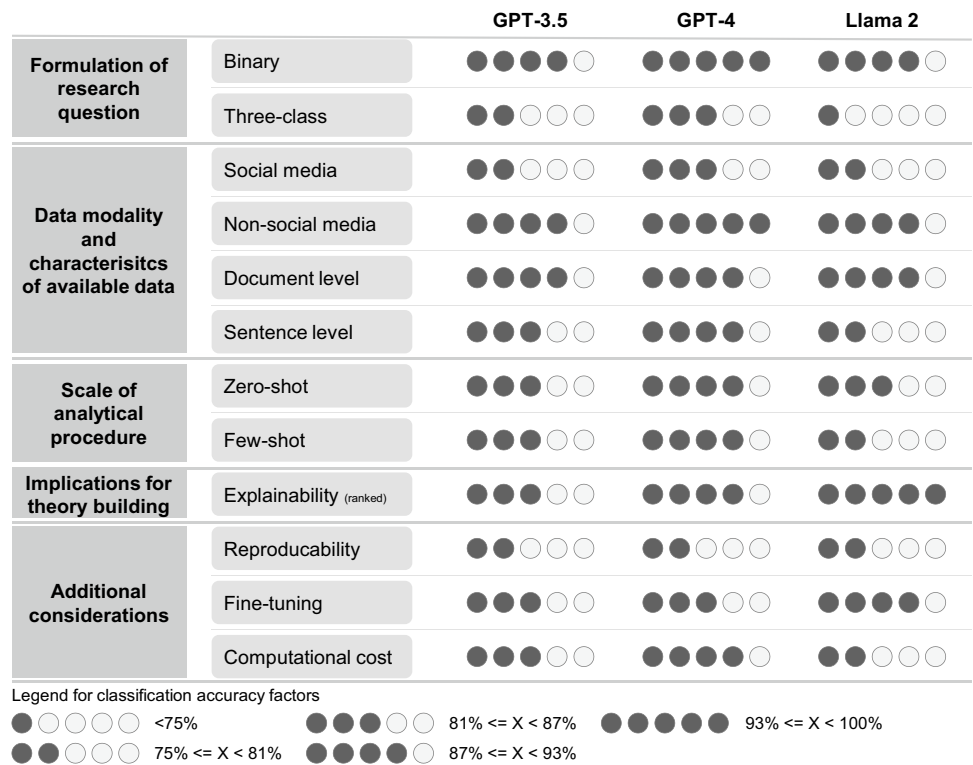 GPT-3.5 GPT-4 Llama 2
Formulation of
research
question
Binary
Three-class
Data modality
and
characterisitcs
of available data
Social media
Non-social media
Document level
Sentence level
Scale of
analytical
procedure
Zero-shot
Few-shot
Implications for
theory building
Explainability (ranked)
Additional
considerations
Reproducability
Fine-tuning
Computational cost
Legend for classification accuracy factors
<75% 81% <= X < 87% 93% <= X < 100%
75% <= X < 81% 87% <= X < 93%